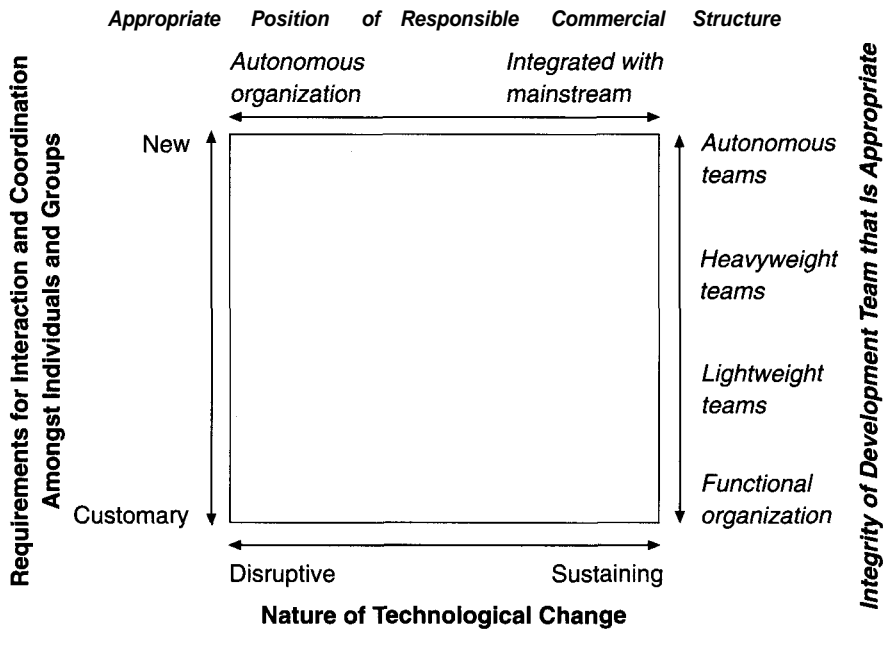 Appropriate Position of Responsible Commercial Structure
Autonomous
organization
Integrated with
mainstream
Requirements for Interaction and Coordination
Amongst Individuals and Groups
New
Customary
Autonomous
teams
Heavyweight
teams
Lightweight
teams
Functional
organization
Integrity of Development Team that Is Appropriate
Disruptive
Sustaining
Nature of Technological Change